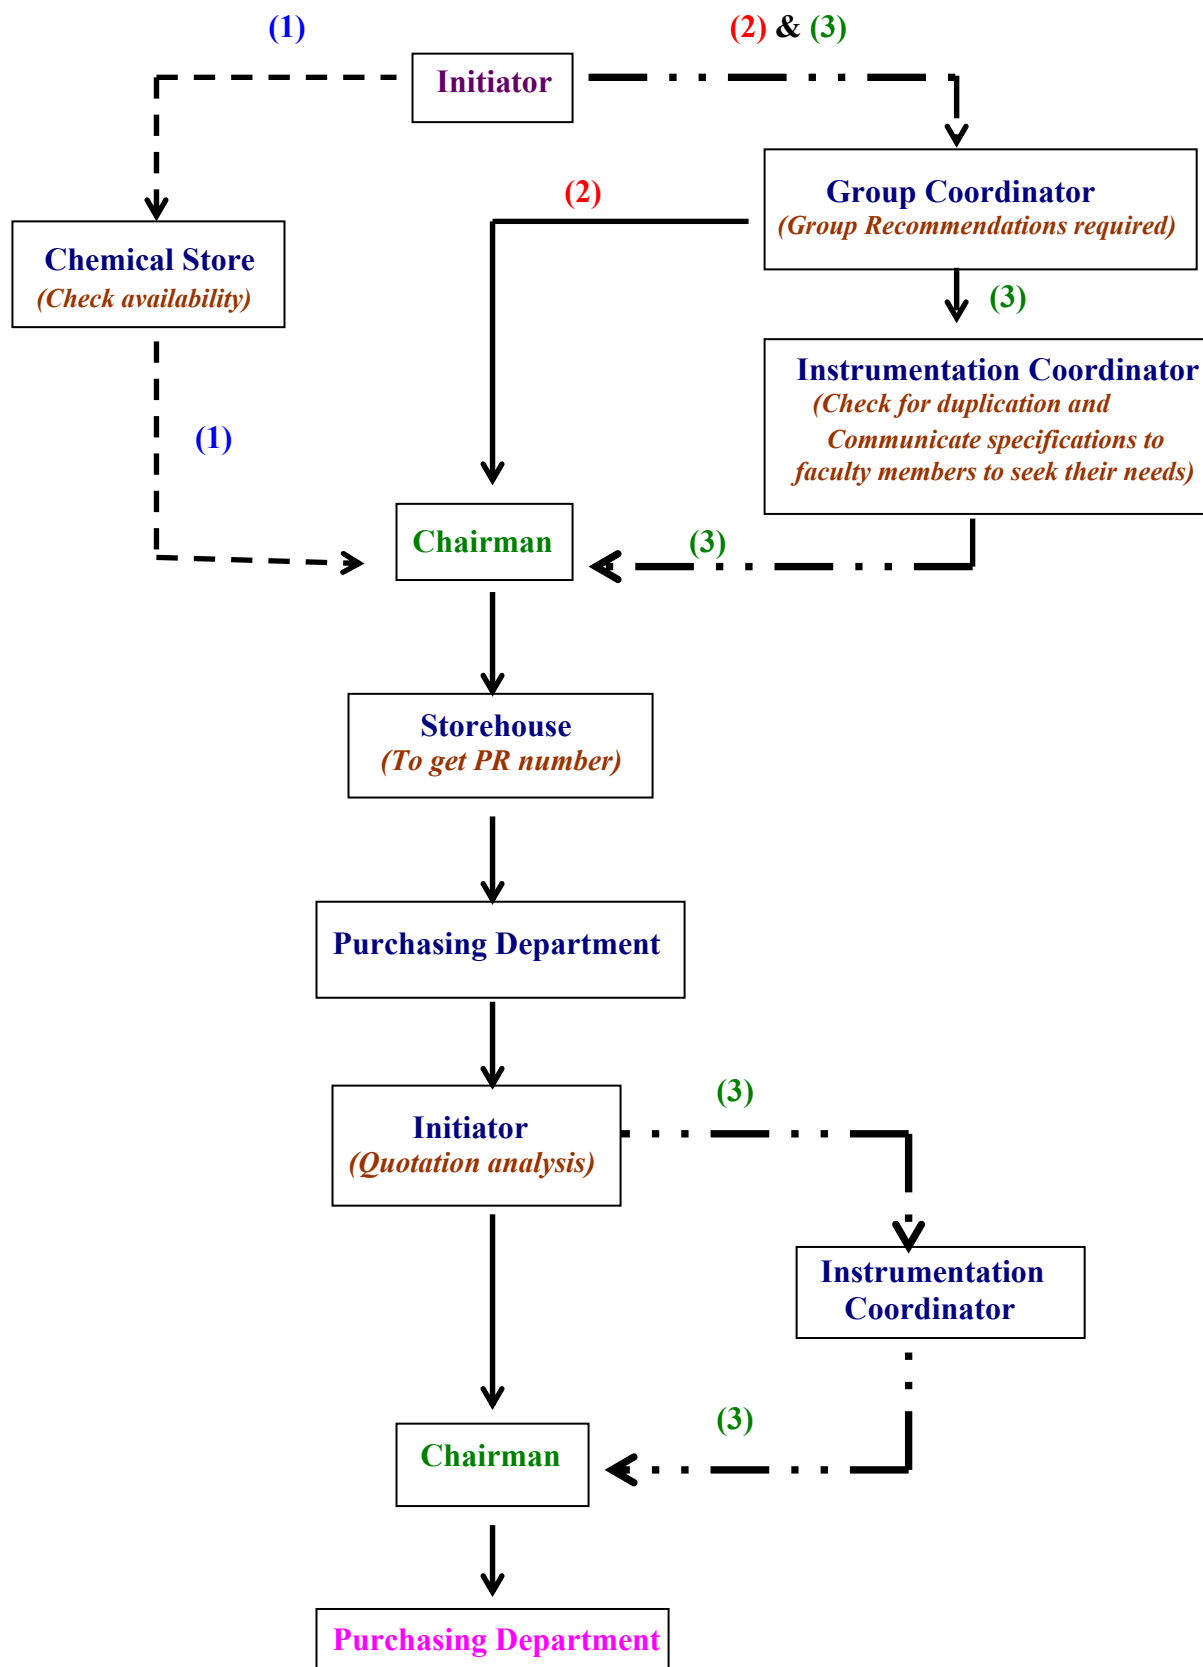 (1)
(2) & (3)
Initiator
(2)
Group Coordinator
(Group Recommendations required)
Chemical Store
(Check availability)
(3)
Instrumentation Coordinator
(Check for duplication and
Communicate specifications to
faculty members to seek their needs)
(1)
Chairman
(3)
Storehouse
(To get PR number)
Purchasing Department
Initiator
(Quotation analysis)
(3)
Instrumentation
Coordinator
(3)
Chairman
Purchasing Department